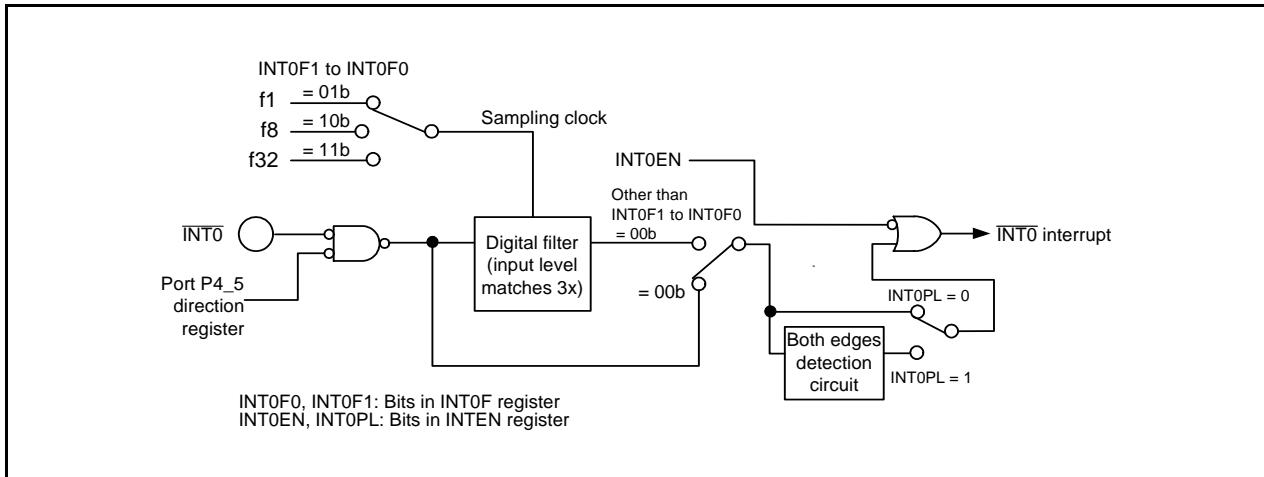 INT0F1 to INT0F0
f1
= 01b
f8
= 10b
f32
= 11b
Sampling clock
INT0EN
Other than
INT0F1 to INT0F0
= 00b
INT0
Digital filter
(input level
matches 3x)
INT0 interrupt
Port P4_5
direction
register
= 00b
INT0PL = 0
Both edges
detection
circuit
INT0PL = 1
INT0F0, INT0F1: Bits in INT0F register
INT0EN, INT0PL: Bits in INTEN register